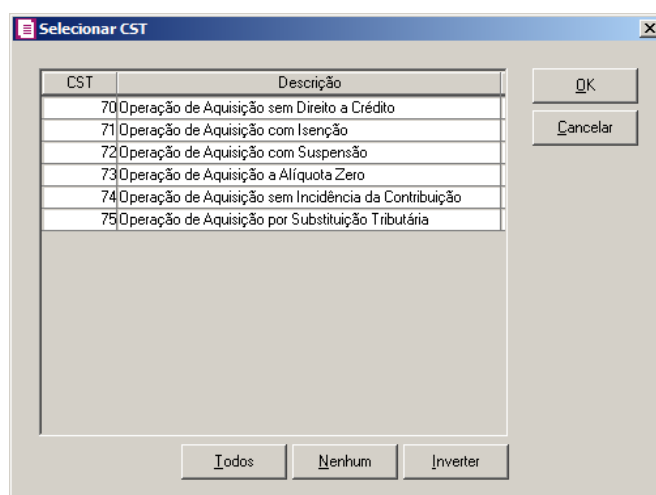 Selecionar CST
CST Descrição
70 Operação de Aquisição sem Direito a Crédito
71 Operação de Aquisição com Isenção
72 Operação de Aquisição com Suspensão
73 Operação de Aquisição a Alíquota Zero
74 Operação de Aquisição sem Incidência da Contribuição
75 Operação de Aquisição por Substituição Tributária
OK
Cancelar
Todos Nenhum Inverter